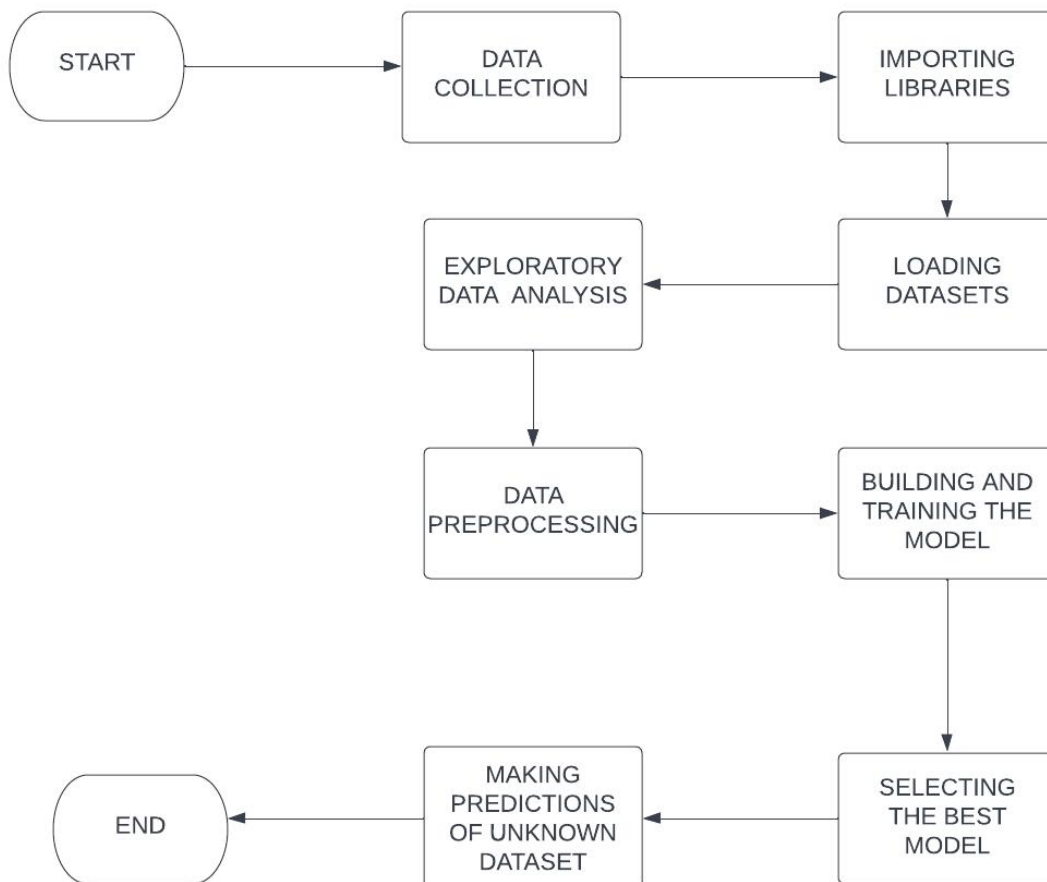 START
DATA
COLLECTION
IMPORTING
LIBRARIES
LOADING
DATASETS
EXPLORATORY
DATA ANALYSIS
DATA
PREPROCESSING
BUILDING AND
TRAINING THE
MODEL
SELECTING
THE BEST
MODEL
MAKING
PREDICTIONS
OF UNKNOWN
DATASET
END